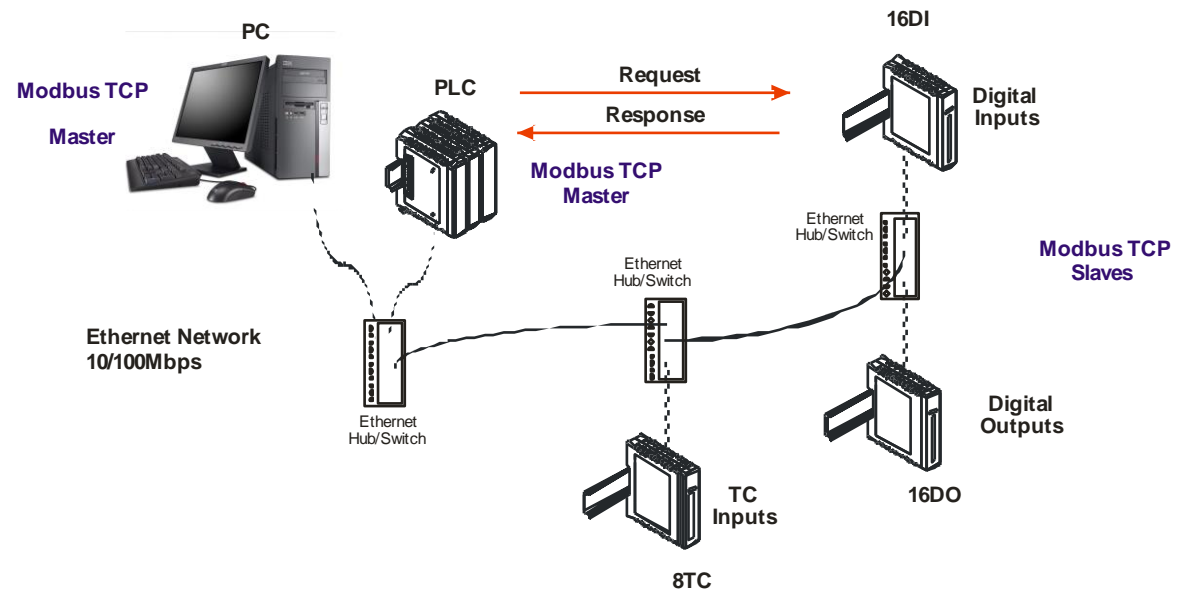 16DI
PC
Modbus TCP
Master
PLC
Request
Response
Digital
Inputs
Modbus TCP
Master
Ethernet
Hub/Switch
Modbus TCP
Slaves
Ethernet
Hub/Switch
Ethernet Network
10/100Mbps
Ethernet
Hub/Switch
Digital
Outputs
16DO
TC
Inputs
8TC